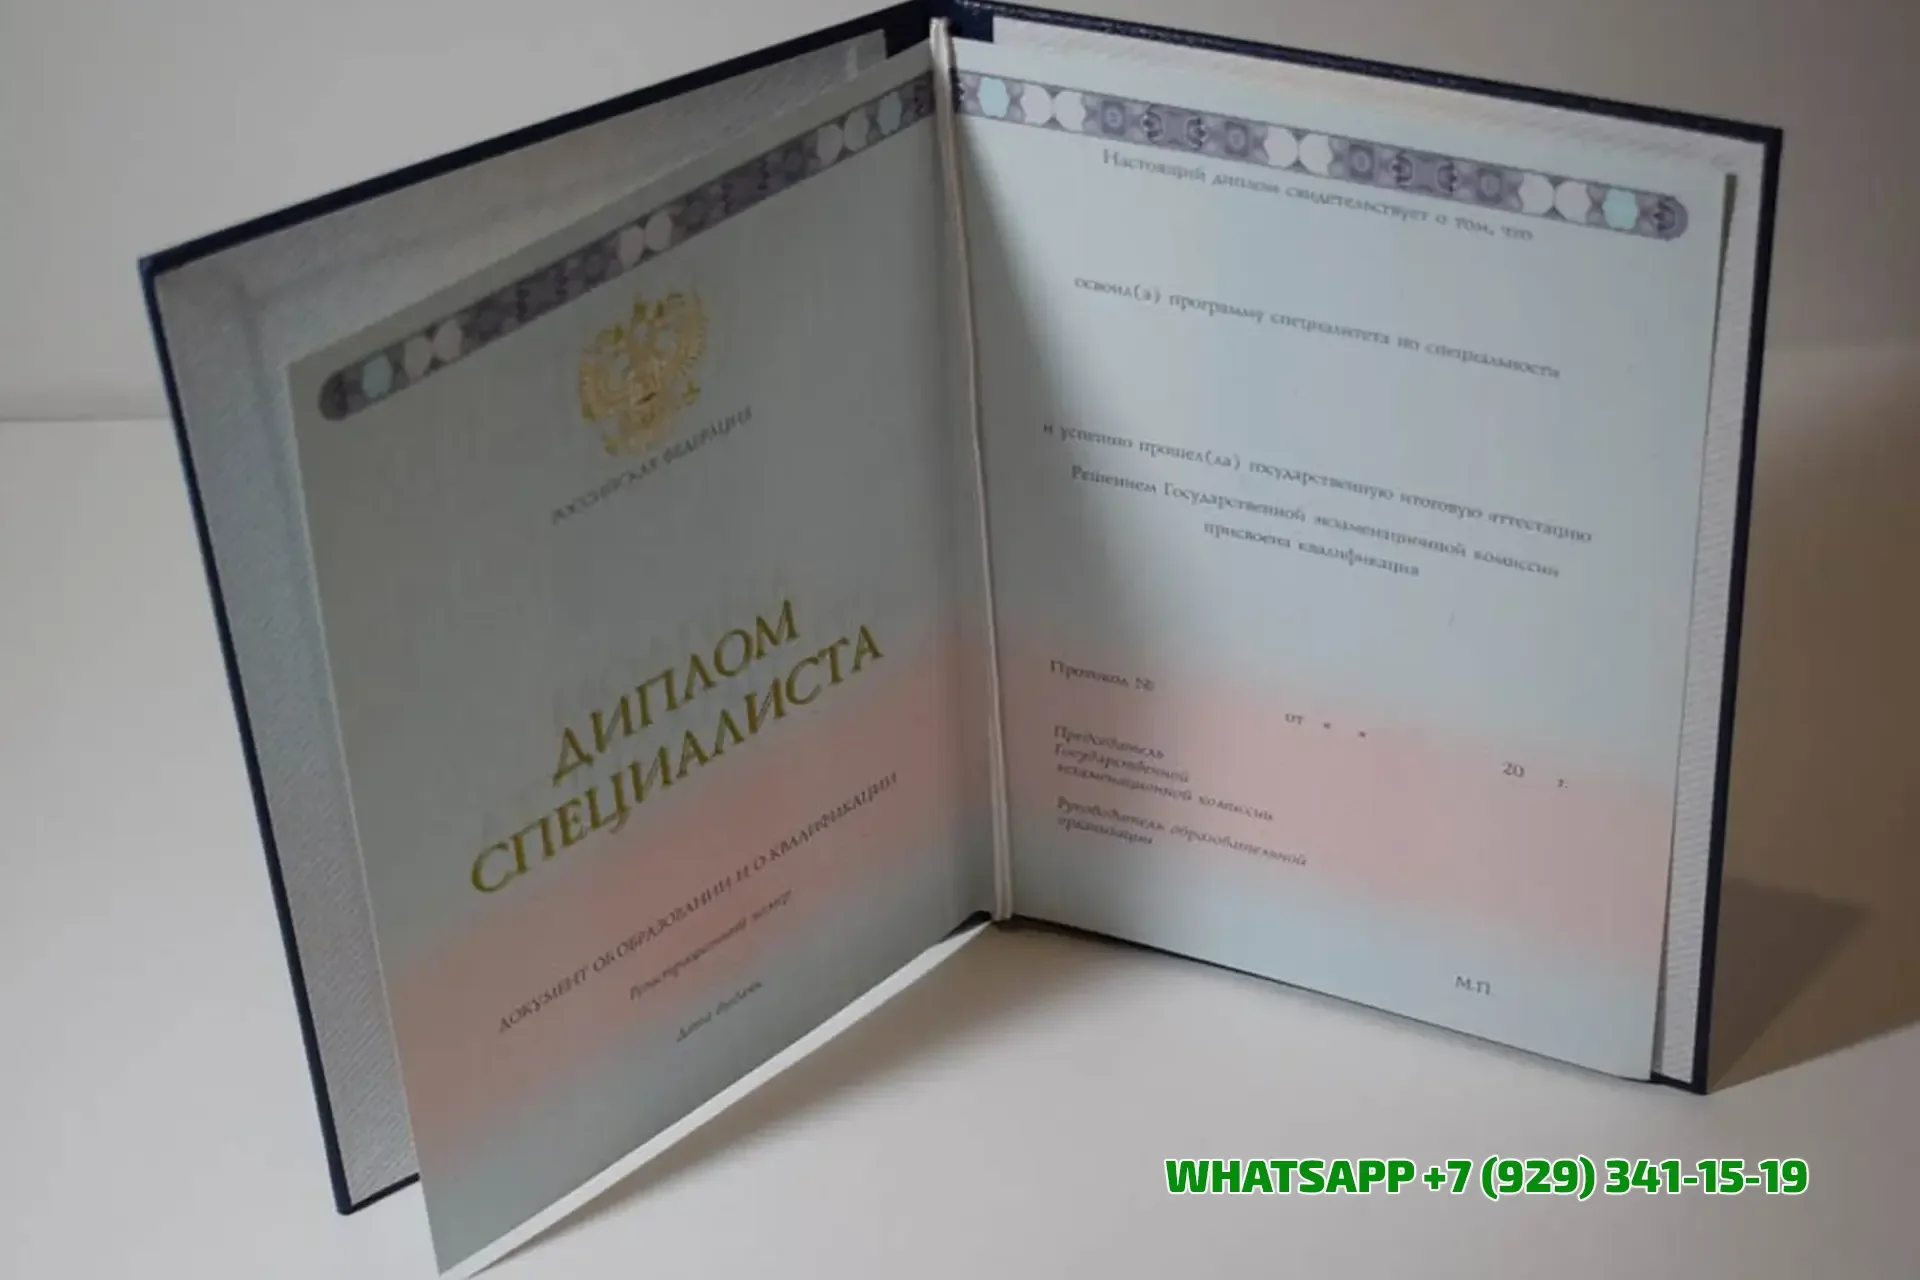 РОССИЙСКАЯ ФЕДЕРАЦИЯ
ДИПЛОМ
СПЕЦИАЛИСТА
ДОКУМЕНТ ОБ ОБРАЗОВАНИИ И О КВАЛИФИКАЦИИ
Регистрационный номер
Дата выдачи
Настоящий диплом свидетельствует о том, что
освоил(а) программу специалитета по специальности
и успешно прошел(ла) государственную итоговую аттестацию
Решением Государственной экзаменационной комиссии
присвоена квалификация
Протокол №
от « »
20 г.
Председатель
Государственной
экзаменационной комиссии
Руководитель образовательной
организации
М.П.
WHATSAPP +7 (929) 341-15-19